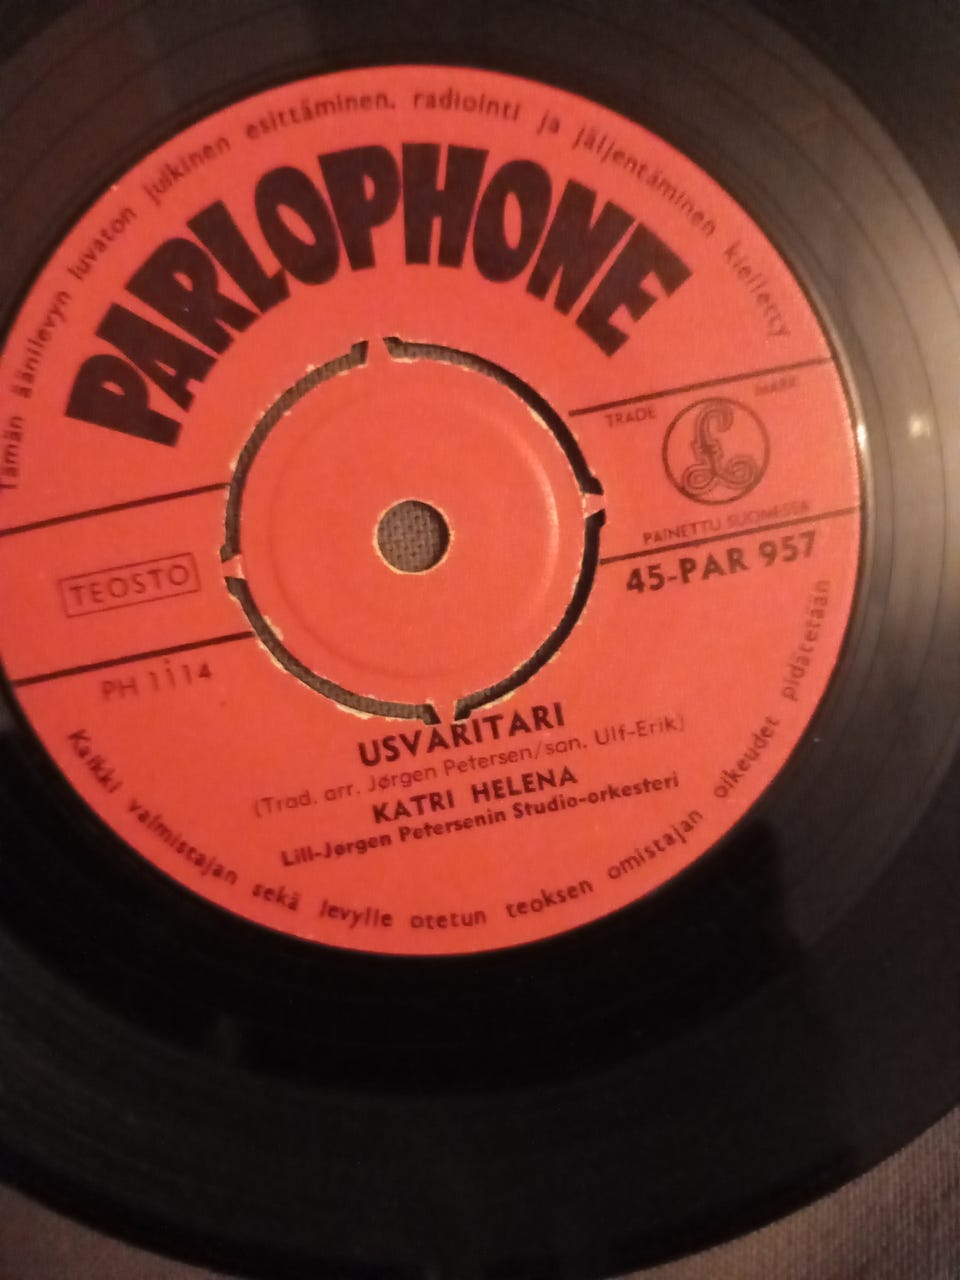 Tämän äänilevyn luvaton julkinen esittäminen, radiointi ja jäljentäminen kielletty
PARLOPHONE
TRADE MARK
£
PAINETTU SUOMESSA
TEOSTO
45-PAR 957
PH 1114
USVARITARI
(Trad. arr. Jørgen Petersen/san. Ulf-Erik)
KATRI HELENA
Lill-Jørgen Petersenin Studio-orkesteri
Kaikki valmistajan sekä levylle otetun teoksen omistajan oikeudet pidätetään